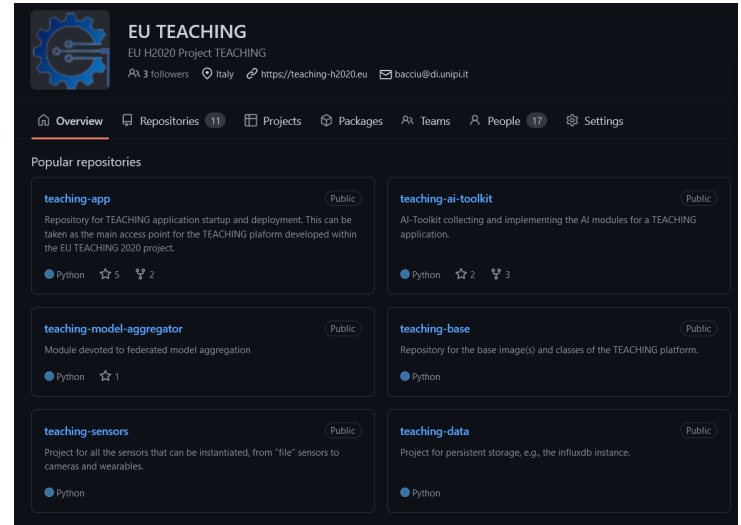 EU TEACHING
EU H2020 Project TEACHING
3 followers Italy https://teaching-h2020.eu bacciu@di.unipi.it
Overview Repositories 11 Projects Packages Teams People 17 Settings
Popular repositories
teaching-app Public
Repository for TEACHING application startup and deployment. This can be
taken as the main access point for the TEACHING plaform developed within
the EU TEACHING 2020 project.
Python 5 2
teaching-ai-toolkit Public
AI-Toolkit collecting and implementing the AI modules for a TEACHING
application.
Python 2 3
teaching-model-aggregator Public
Module devoted to federated model aggregation
Python 1
teaching-base Public
Repository for the base image(s) and classes of the TEACHING platform.
Python
teaching-sensors Public
Project for all the sensors that can be instantiated, from "file" sensors to
cameras and wearables.
Python
teaching-data Public
Project for persistent storage, e.g., the influxdb instance.
Python